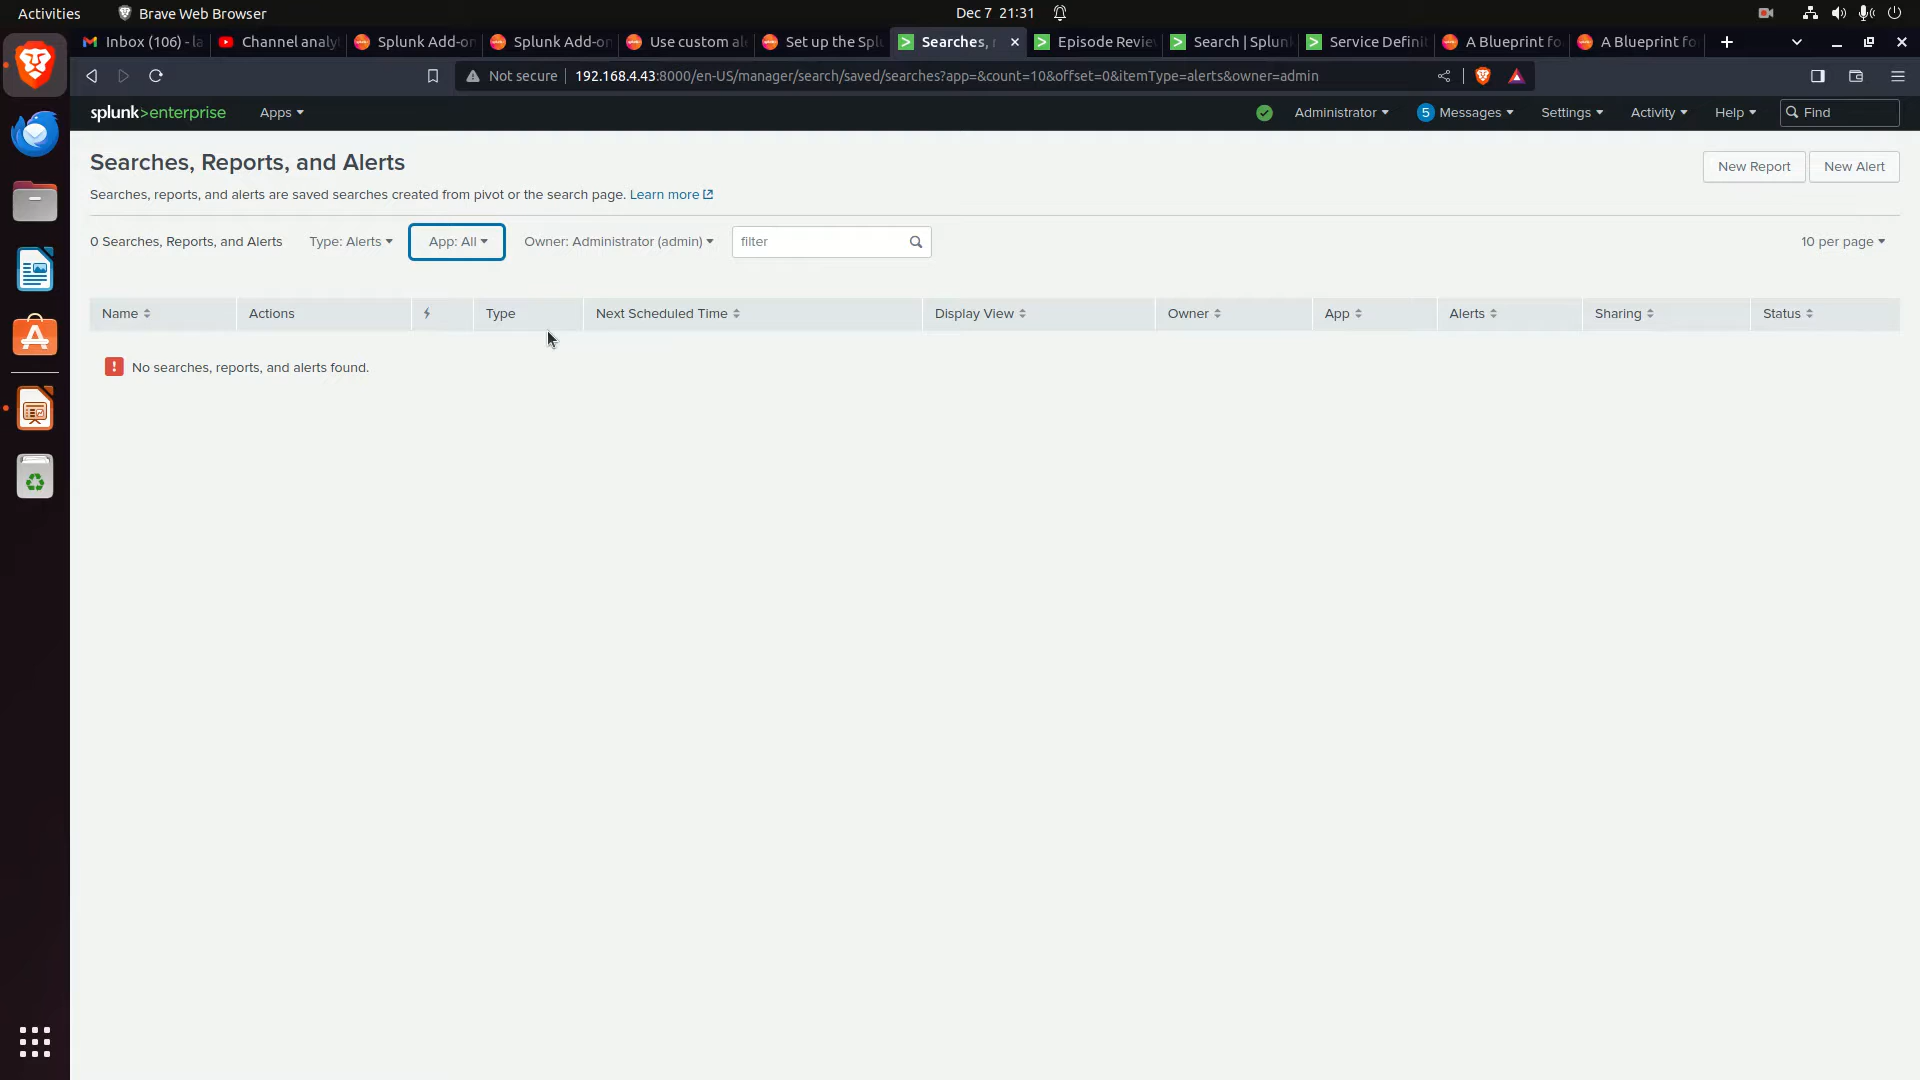 Activities
Brave Web Browser
Dec 7 21:31
Inbox (106) - la
Channel analy
Splunk Add-on
Splunk Add-on
Use custom al
Set up the Spl
Searches, r
Episode Revie
Search | Splun
Service Defini
A Blueprint fo
A Blueprint fo
Not secure
192.168.4.43:8000/en-US/manager/search/saved/searches?app=&count=10&offset=0&itemType=alerts&owner=admin
splunk>enterprise
Apps
Administrator
5 Messages
Settings
Activity
Help
Find
Searches, Reports, and Alerts
New Report
New Alert
Searches, reports, and alerts are saved searches created from pivot or the search page. Learn more
0 Searches, Reports, and Alerts
Type: Alerts
App: All
Owner: Administrator (admin)
filter
10 per page
Name
Actions
Type
Next Scheduled Time
Display View
Owner
App
Alerts
Sharing
Status
No searches, reports, and alerts found.